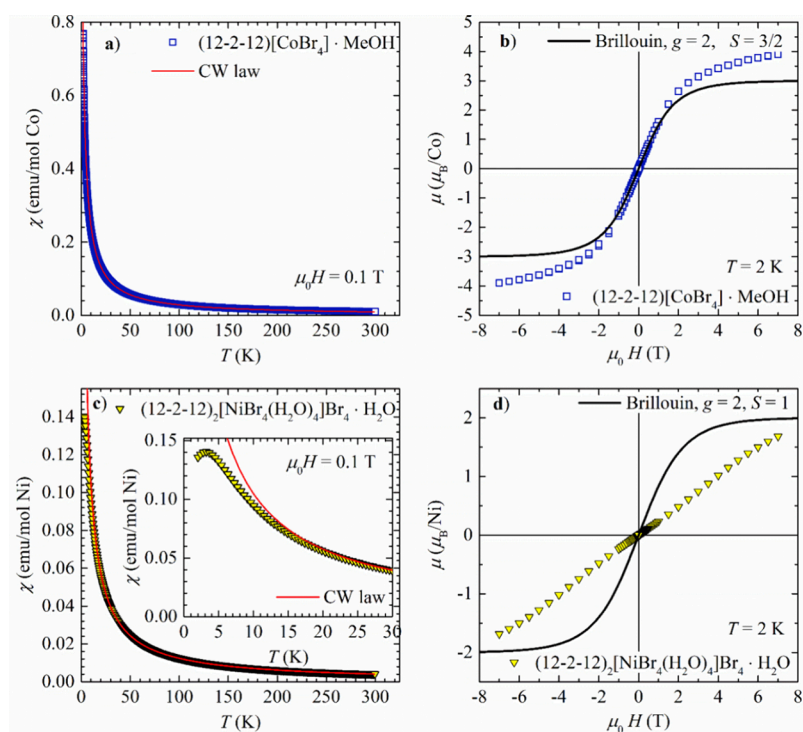 a)
(12-2-12)[CoBr4] · MeOH
CW law
χ (emu/mol Co)
0.8
0.6
0.4
0.2
0.0
μ0H = 0.1 T
0 50 100 150 200 250 300
T (K)
b)
Brillouin, g = 2, S = 3/2
μ (μB/Co)
5
4
3
2
1
0
-1
-2
-3
-4
-5
T = 2 K
(12-2-12)[CoBr4] · MeOH
-8 -6 -4 -2 0 2 4 6 8
μ0 H (T)
c)
(12-2-12)2[NiBr4(H2O)4]Br4 · H2O
χ (emu/mol Ni)
0.14
0.12
0.10
0.08
0.06
0.04
0.02
0.00
0.15
0.10
0.05
0.00
χ (emu/mol Ni)
μ0H = 0.1 T
CW law
0 5 10 15 20 25 30
T (K)
0 50 100 150 200 250 300
T (K)
d)
Brillouin, g = 2, S = 1
μ (μB/Ni)
2
1
0
-1
-2
T = 2 K
(12-2-12)2[NiBr4(H2O)4]Br4 · H2O
-8 -6 -4 -2 0 2 4 6 8
μ0 H (T)